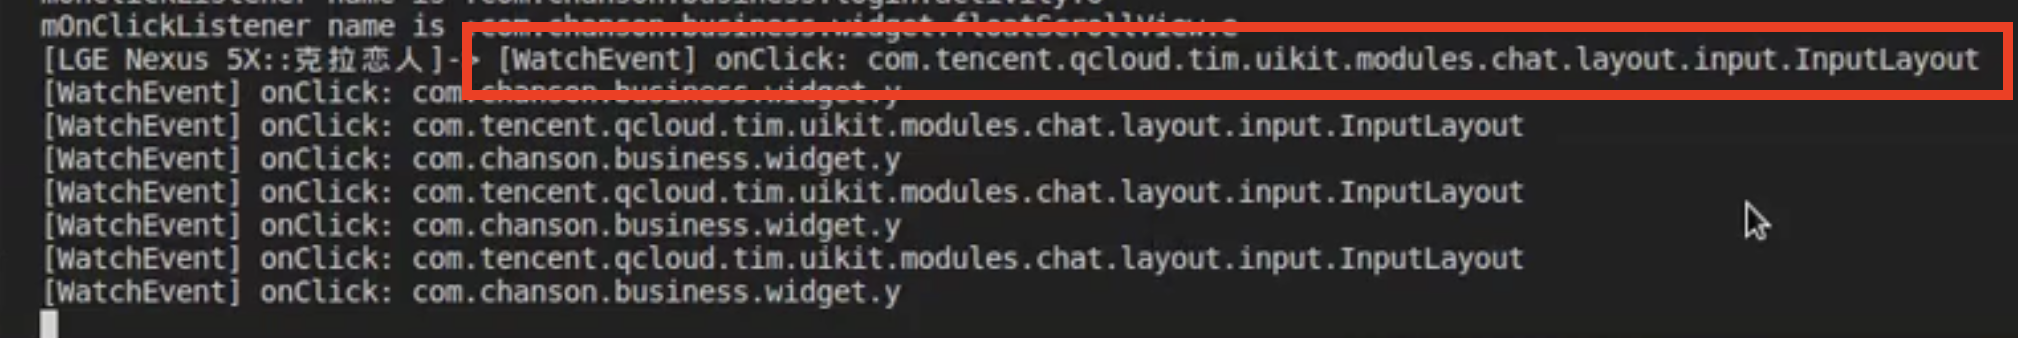 mOnClickListener name is :com.chanson.business.login.activity.o
mOnClickListener name is :com.chanson.business.widget.floatScrollView.e
[LGE Nexus 5X::克拉恋人]-> [WatchEvent] onClick: com.tencent.qcloud.tim.uikit.modules.chat.layout.input.InputLayout
[WatchEvent] onClick: com.chanson.business.widget.y
[WatchEvent] onClick: com.tencent.qcloud.tim.uikit.modules.chat.layout.input.InputLayout
[WatchEvent] onClick: com.chanson.business.widget.y
[WatchEvent] onClick: com.tencent.qcloud.tim.uikit.modules.chat.layout.input.InputLayout
[WatchEvent] onClick: com.chanson.business.widget.y
[WatchEvent] onClick: com.tencent.qcloud.tim.uikit.modules.chat.layout.input.InputLayout
[WatchEvent] onClick: com.chanson.business.widget.y